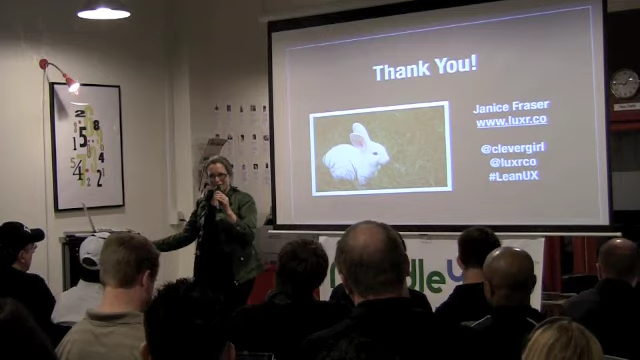 Thank You!
Janice Fraser
www.luxr.co
@clevergirl
@luxrco
#LeanUX